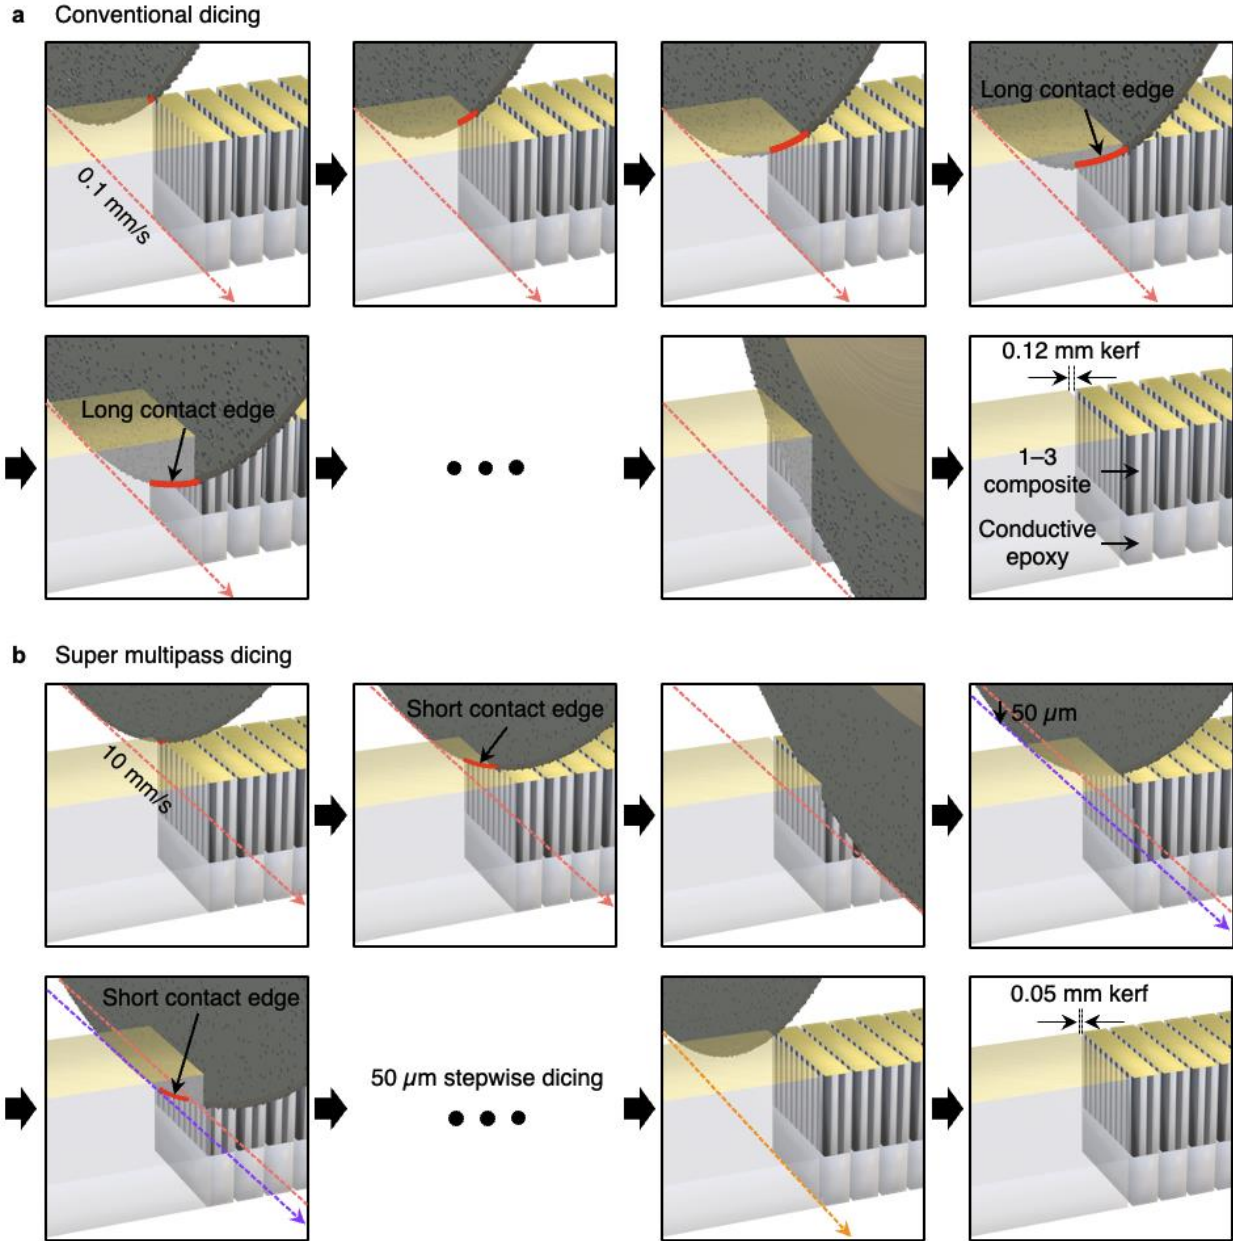 a Conventional dicing
0.1 mm/s
Long contact edge
Long contact edge
0.12 mm kerf
1–3
composite
Conductive
epoxy
b Super multipass dicing
10 mm/s
Short contact edge
50 µm
Short contact edge
50 µm stepwise dicing
0.05 mm kerf